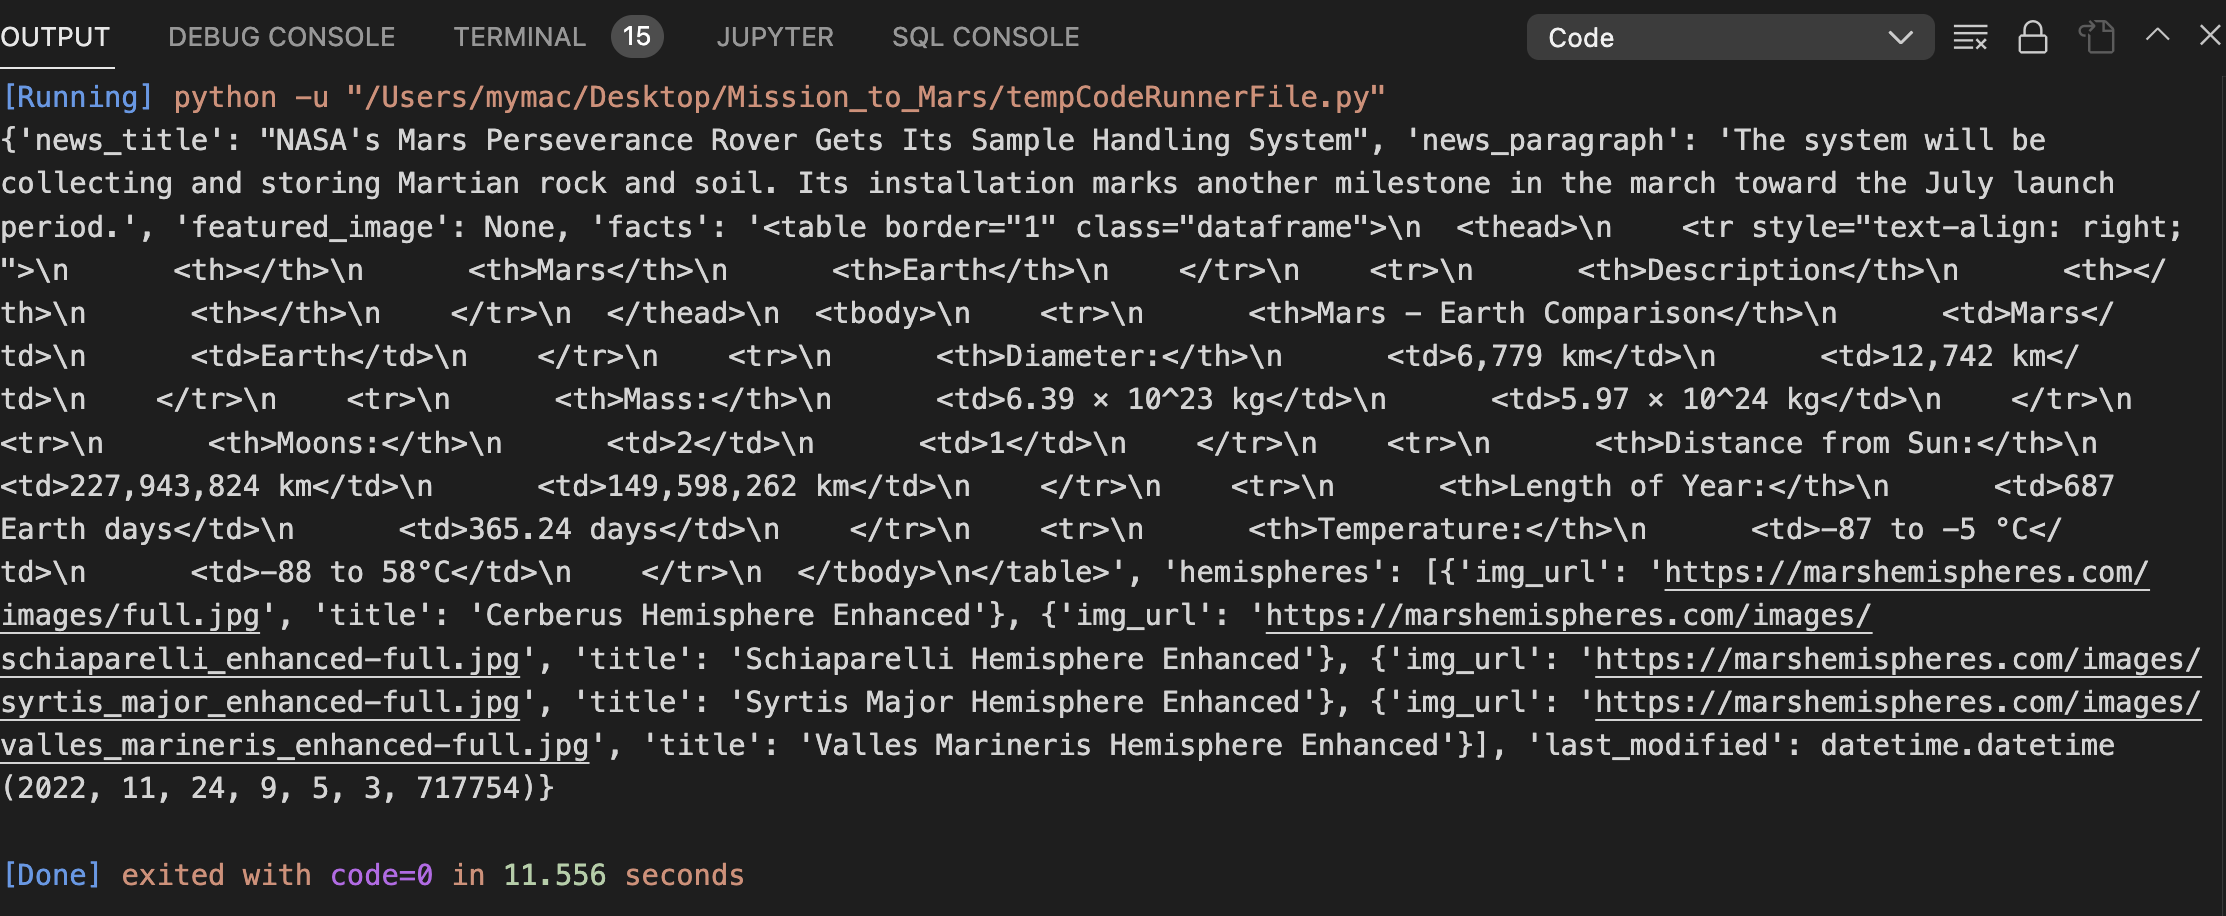 OUTPUT DEBUG CONSOLE TERMINAL 15 JUPYTER SQL CONSOLE Code
[Running] python -u "/Users/mymac/Desktop/Mission_to_Mars/tempCodeRunnerFile.py"
{'news_title': "NASA's Mars Perseverance Rover Gets Its Sample Handling System", 'news_paragraph': 'The system will be
collecting and storing Martian rock and soil. Its installation marks another milestone in the march toward the July launch
period.', 'featured_image': None, 'facts': '<table border="1" class="dataframe">\n  <thead>\n    <tr style="text-align: right;
">\n      <th></th>\n      <th>Mars</th>\n      <th>Earth</th>\n    </tr>\n    <tr>\n      <th>Description</th>\n      <th></
th>\n      <th></th>\n    </tr>\n  </thead>\n  <tbody>\n    <tr>\n      <th>Mars - Earth Comparison</th>\n      <td>Mars</
td>\n      <td>Earth</td>\n    </tr>\n    <tr>\n      <th>Diameter:</th>\n      <td>6,779 km</td>\n      <td>12,742 km</
td>\n    </tr>\n    <tr>\n      <th>Mass:</th>\n      <td>6.39 × 10^23 kg</td>\n      <td>5.97 × 10^24 kg</td>\n    </tr>\n
<tr>\n      <th>Moons:</th>\n      <td>2</td>\n      <td>1</td>\n    </tr>\n    <tr>\n      <th>Distance from Sun:</th>\n
<td>227,943,824 km</td>\n      <td>149,598,262 km</td>\n    </tr>\n    <tr>\n      <th>Length of Year:</th>\n      <td>687
Earth days</td>\n      <td>365.24 days</td>\n    </tr>\n    <tr>\n      <th>Temperature:</th>\n      <td>-87 to -5 °C</
td>\n      <td>-88 to 58°C</td>\n    </tr>\n  </tbody>\n</table>', 'hemispheres': [{'img_url': 'https://marshemispheres.com/
images/full.jpg', 'title': 'Cerberus Hemisphere Enhanced'}, {'img_url': 'https://marshemispheres.com/images/
schiaparelli_enhanced-full.jpg', 'title': 'Schiaparelli Hemisphere Enhanced'}, {'img_url': 'https://marshemispheres.com/images/
syrtis_major_enhanced-full.jpg', 'title': 'Syrtis Major Hemisphere Enhanced'}, {'img_url': 'https://marshemispheres.com/images/
valles_marineris_enhanced-full.jpg', 'title': 'Valles Marineris Hemisphere Enhanced'}], 'last_modified': datetime.datetime
(2022, 11, 24, 9, 5, 3, 717754)}
[Done] exited with code=0 in 11.556 seconds